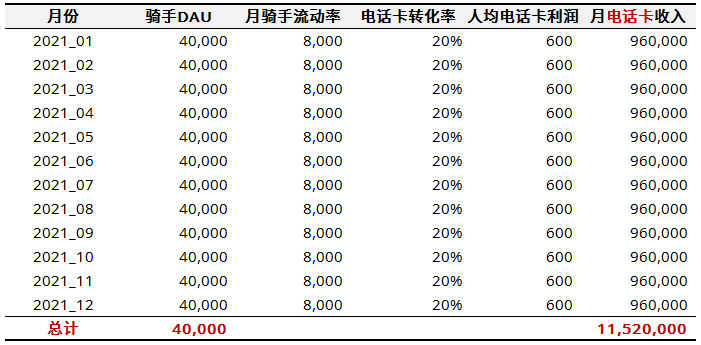 月份 骑手DAU 月骑手流动率 电话卡转化率 人均电话卡利润 月电话卡收入
2021_01 40,000 8,000 20% 600 960,000
2021_02 40,000 8,000 20% 600 960,000
2021_03 40,000 8,000 20% 600 960,000
2021_04 40,000 8,000 20% 600 960,000
2021_05 40,000 8,000 20% 600 960,000
2021_06 40,000 8,000 20% 600 960,000
2021_07 40,000 8,000 20% 600 960,000
2021_08 40,000 8,000 20% 600 960,000
2021_09 40,000 8,000 20% 600 960,000
2021_10 40,000 8,000 20% 600 960,000
2021_11 40,000 8,000 20% 600 960,000
2021_12 40,000 8,000 20% 600 960,000
总计 40,000 11,520,000